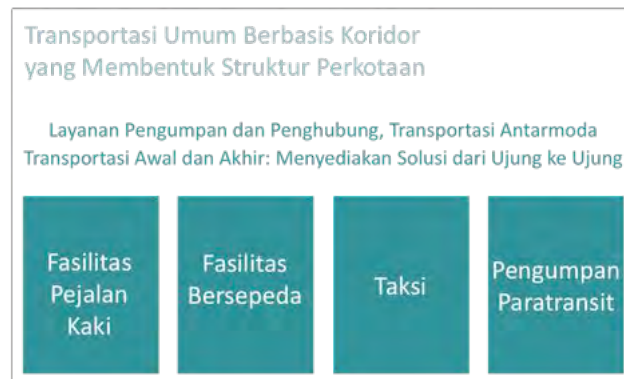 Transportasi Umum Berbasis Koridor
yang Membentuk Struktur Perkotaan
Layanan Pengumpan dan Penghubung, Transportasi Antarmoda
Transportasi Awal dan Akhir: Menyediakan Solusi dari Ujung ke Ujung
Fasilitas
Pejalan
Kaki
Fasilitas
Bersepeda
Taksi
Pengumpan
Paratransit